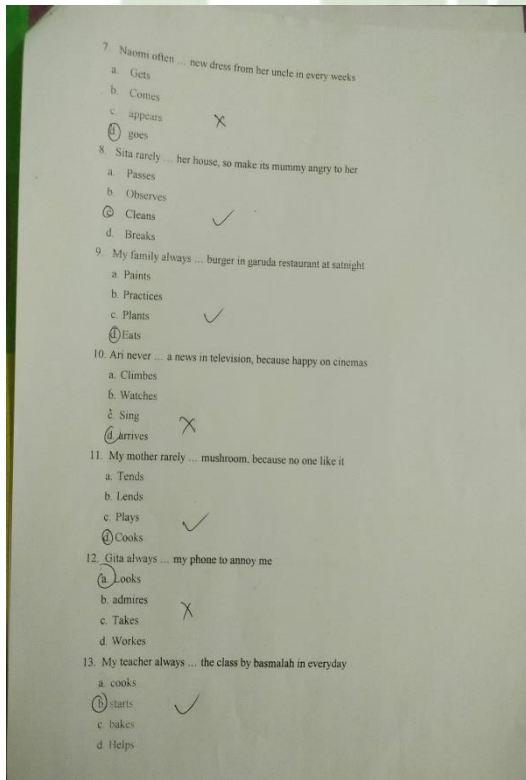 7. Naomi often ... new dress from her uncle in every weeks
a. Gets
b. Comes
c. appears
d. goes
8. Sita rarely ... her house, so make its mummy angry to her
a. Passes
b. Observes
c. Cleans
d. Breaks
9. My family always ... burger in garuda restaurant at satnight
a. Paints
b. Practices
c. Plants
d. Eats
10. Ari never ... a news in television, because happy on cinemas
a. Climbes
b. Watches
c. Sing
d. arrives
11. My mother rarely ... mushroom, because no one like it
a. Tends
b. Lends
c. Plays
d. Cooks
12. Gita always ... my phone to annoy me
a. Looks
b. admires
c. Takes
d. Workes
13. My teacher always ... the class by basmalah in everyday
a. cooks
b. starts
c. bakes
d Helps